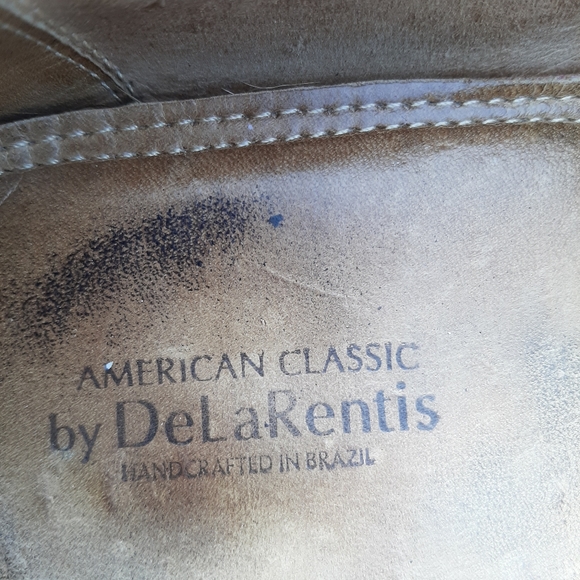 AMERICAN CLASSIC
by DeLaRentis
HANDCRAFTED IN BRAZIL